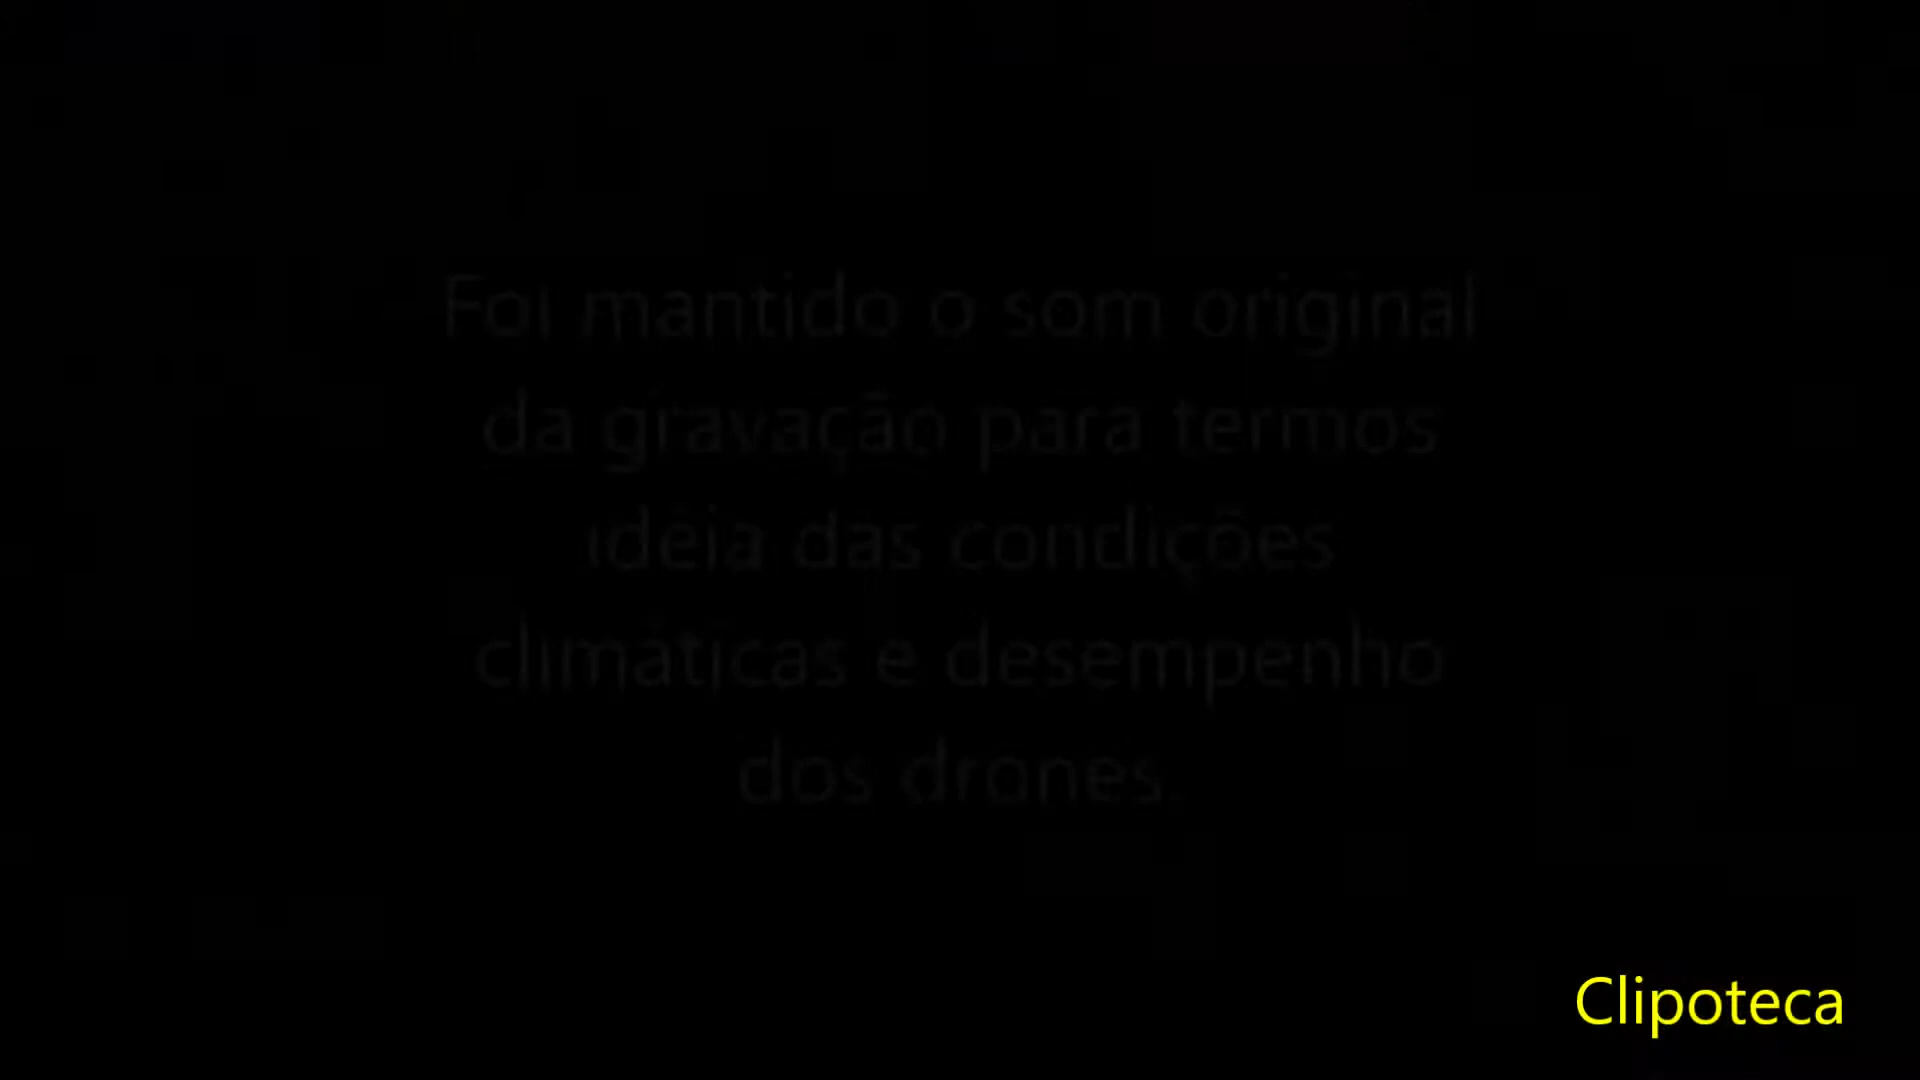 Foi mantido o som original
da gravação para termos
idéia das condições
climáticas e desempenho
dos drones.
Clipoteca